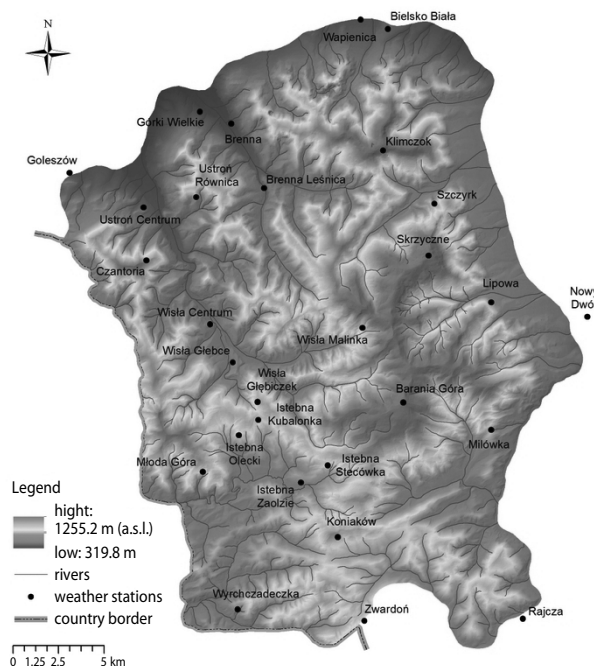 N
Bielsko Biała
Wapienica
Górki Wielkie
Brenna
Klimczok
Goleszów
Ustroń
Równica
Brenna Leśnica
Szczyrk
Ustroń Centrum
Skrzyczne
Czantoria
Lipowa
Nowy
Dwór
Wisła Centrum
Wisła Malinka
Wisła Głębce
Wisła
Głębiczek
Barania Góra
Istebna
Kubalonka
Milówka
Istebna
Olecki
Młoda Góra
Istebna
Stecówka
Istebna
Zaolzie
Koniaków
Wyrchczadeczka
Zwardoń
Rajcza
Legend
hight:
1255.2 m (a.s.l.)
low: 319.8 m
rivers
weather stations
country border
0 1.25 2.5 5 km